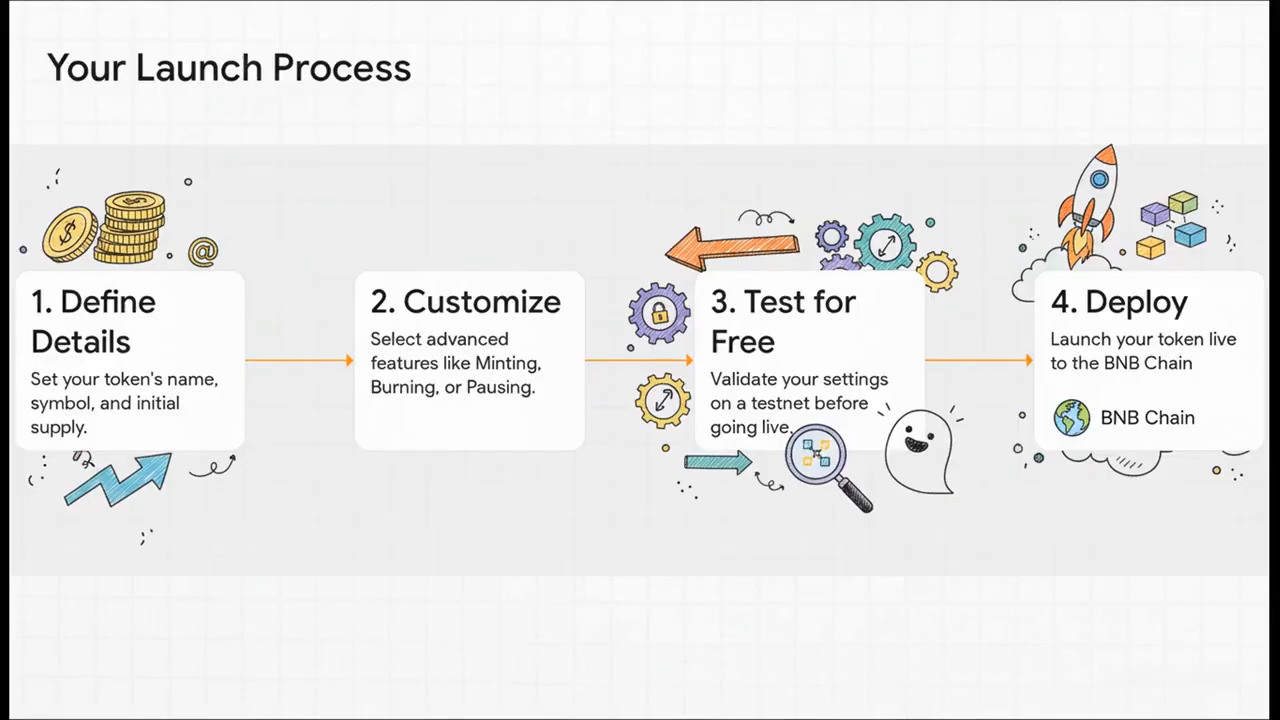 Your Launch Process
1. Define
Details
Set your token's name,
symbol, and initial
supply.
2. Customize
Select advanced
features like Minting,
Burning, or Pausing.
3. Test for
Free
Validate your settings
on a testnet before
going live.
4. Deploy
Launch your token live
to the BNB Chain
BNB Chain